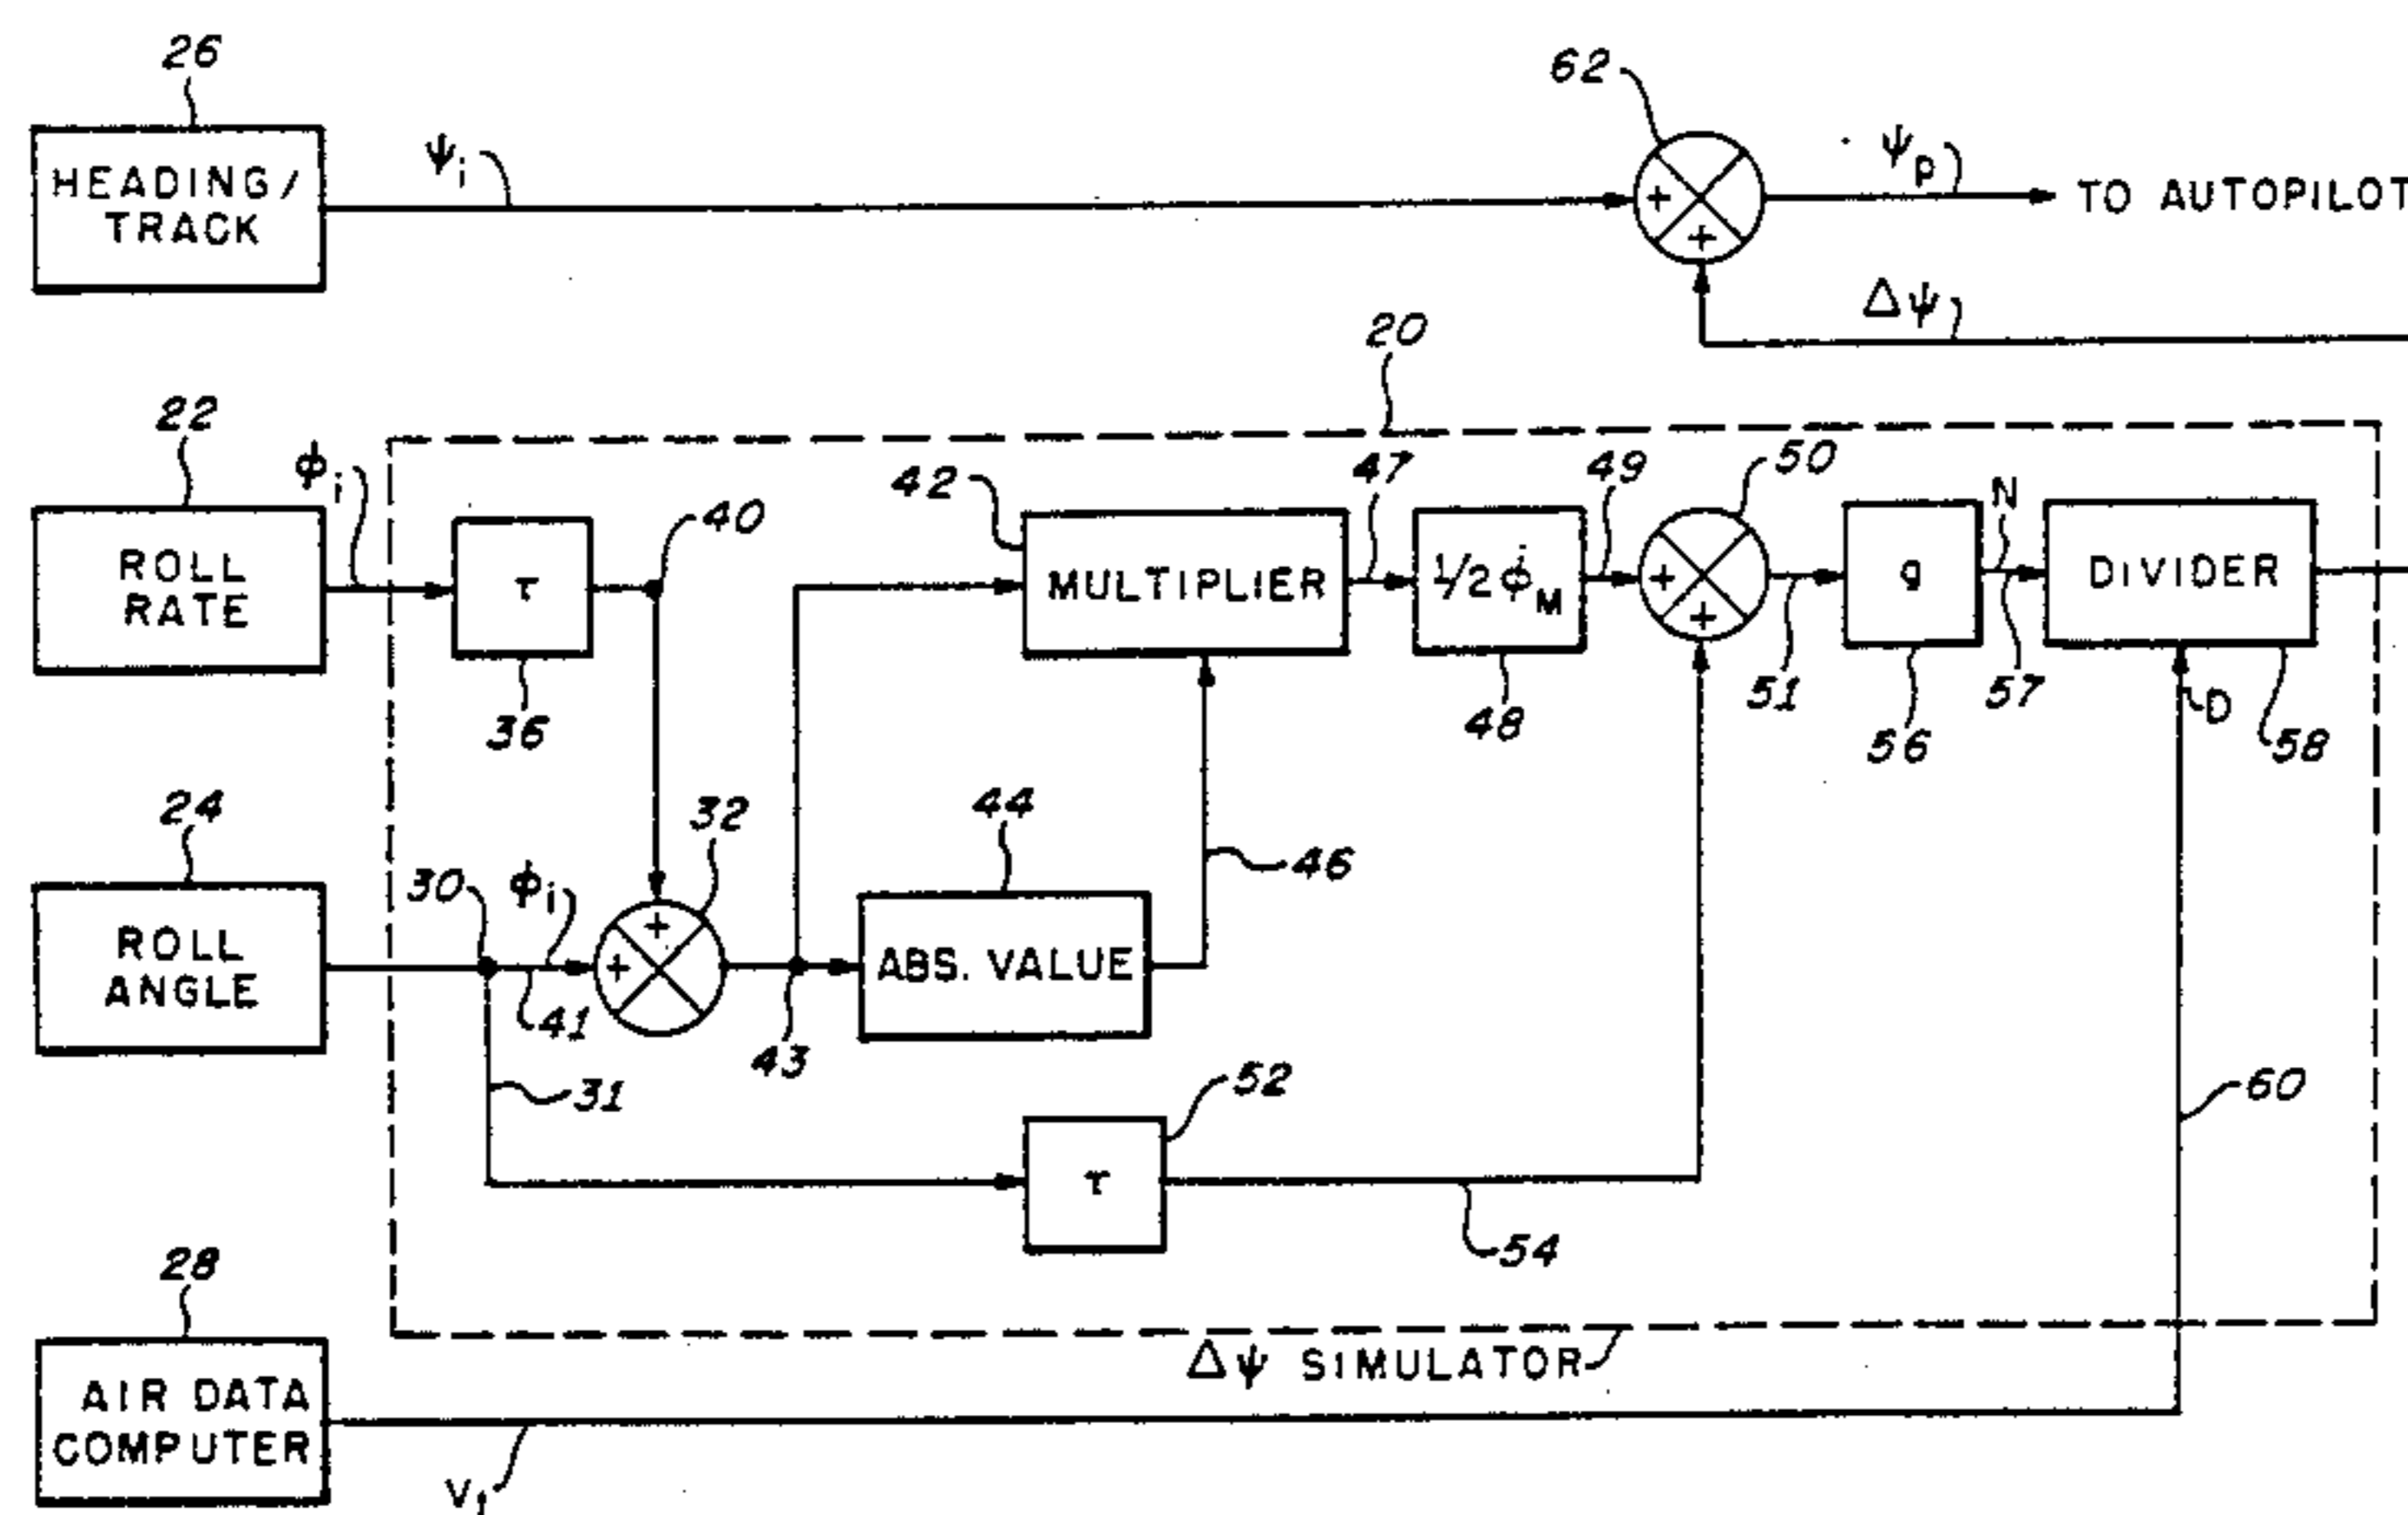 26
62
HEADING/
TRACK
ψi
ψp
TO AUTOPILOT
Δψ
20
22
ROLL
RATE
ϕi
τ
36
40
42
MULTIPLIER
47
1/2 ϕ̇M
48
49
50
51
g
56
N
57
DIVIDER
58
D
24
ROLL
ANGLE
30
ϕi
41
32
43
44
ABS. VALUE
46
31
τ
52
54
60
28
AIR DATA
COMPUTER
Δψ SIMULATOR